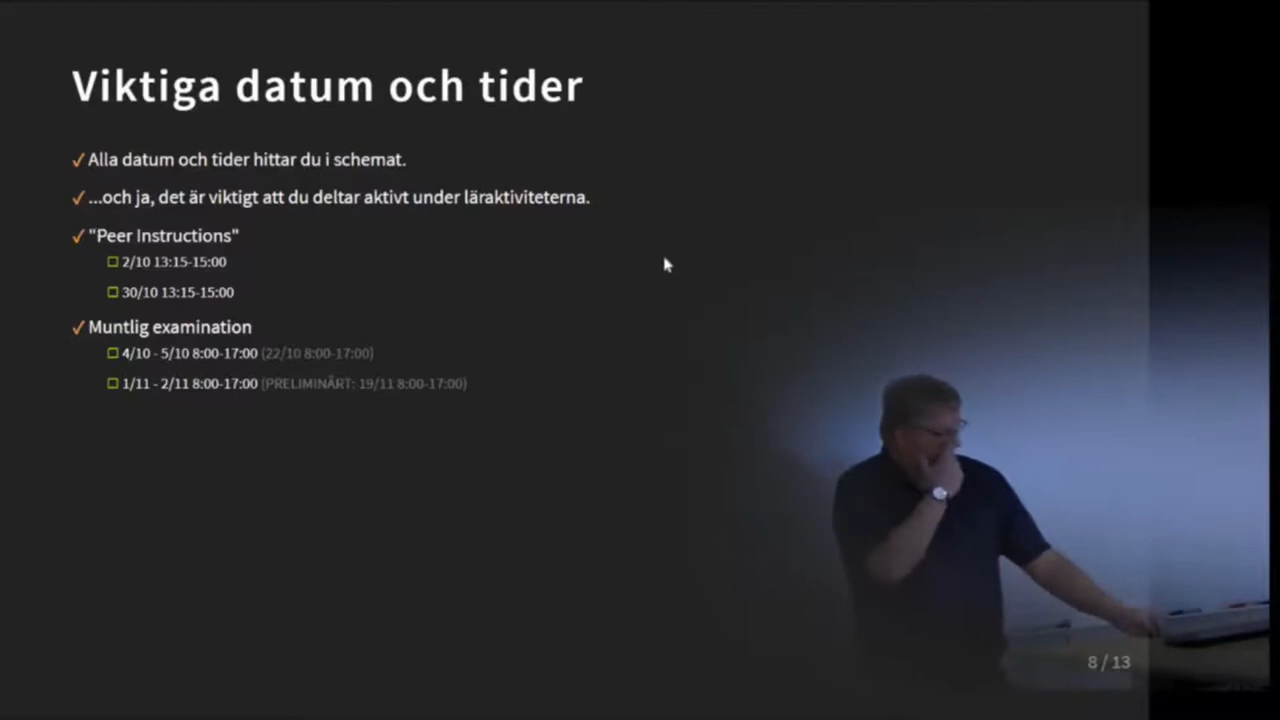 Viktiga datum och tider
✓ Alla datum och tider hittar du i schemat.
✓ ...och ja, det är viktigt att du deltar aktivt under läraktiviteterna.
✓ "Peer Instructions"
☐ 2/10 13:15-15:00
☐ 30/10 13:15-15:00
✓ Muntlig examination
☐ 4/10 - 5/10 8:00-17:00 (22/10 8:00-17:00)
☐ 1/11 - 2/11 8:00-17:00 (PRELIMINÄRT: 19/11 8:00-17:00)
8 / 13